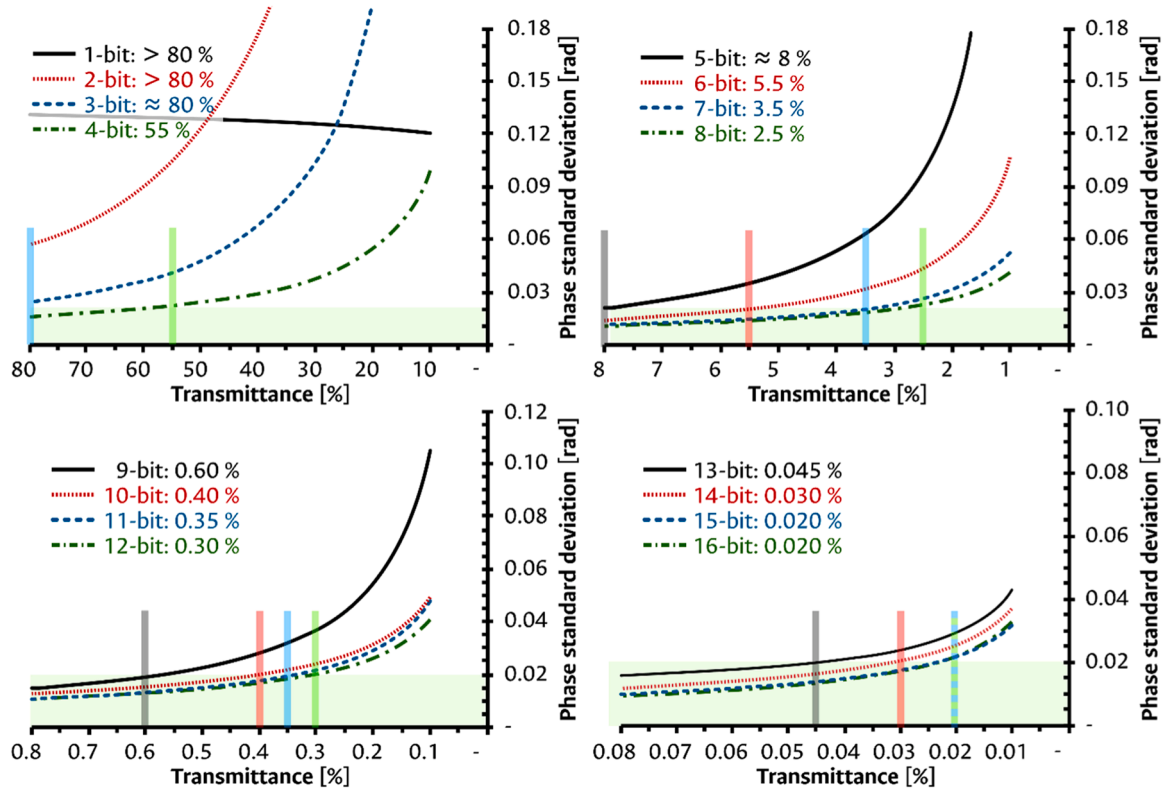 1-bit: > 80 %
2-bit: > 80 %
3-bit: ≈ 80 %
4-bit: 55 %
0.18
0.15
0.12
0.09
0.06
0.03
-
Phase standard deviation [rad]
80 70 60 50 40 30 20 10 -
Transmittance [%]
5-bit: ≈ 8 %
6-bit: 5.5 %
7-bit: 3.5 %
8-bit: 2.5 %
0.18
0.15
0.12
0.09
0.06
0.03
-
Phase standard deviation [rad]
8 7 6 5 4 3 2 1 -
Transmittance [%]
9-bit: 0.60 %
10-bit: 0.40 %
11-bit: 0.35 %
12-bit: 0.30 %
0.12
0.10
0.08
0.06
0.04
0.02
-
Phase standard deviation [rad]
0.8 0.7 0.6 0.5 0.4 0.3 0.2 0.1 -
Transmittance [%]
13-bit: 0.045 %
14-bit: 0.030 %
15-bit: 0.020 %
16-bit: 0.020 %
0.10
0.08
0.06
0.04
0.02
-
Phase standard deviation [rad]
0.08 0.07 0.06 0.05 0.04 0.03 0.02 0.01 -
Transmittance [%]